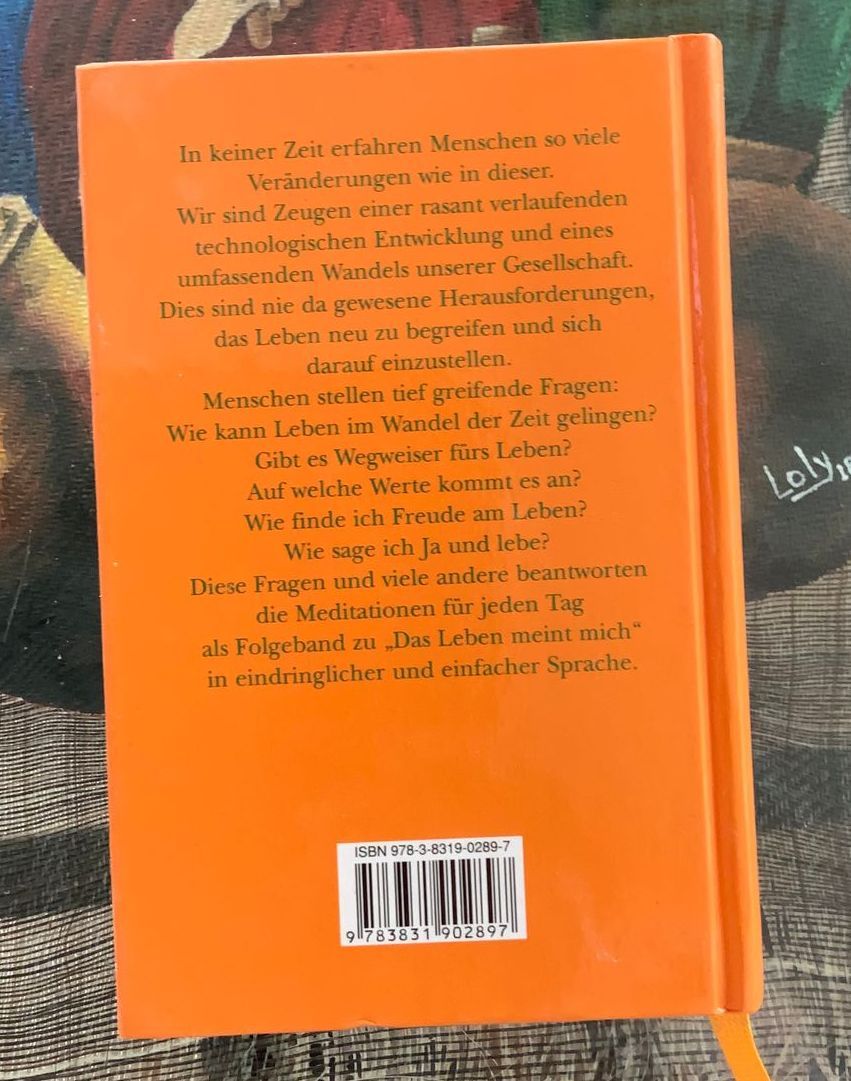 In keiner Zeit erfahren Menschen so viele
Veränderungen wie in dieser.
Wir sind Zeugen einer rasant verlaufenden
technologischen Entwicklung und eines
umfassenden Wandels unserer Gesellschaft.
Dies sind nie da gewesene Herausforderungen,
das Leben neu zu begreifen und sich
darauf einzustellen.
Menschen stellen tief greifende Fragen:
Wie kann Leben im Wandel der Zeit gelingen?
Gibt es Wegweiser fürs Leben?
Auf welche Werte kommt es an?
Wie finde ich Freude am Leben?
Wie sage ich Ja und lebe?
Diese Fragen und viele andere beantworten
die Meditationen für jeden Tag
als Folgeband zu „Das Leben meint mich“
in eindringlicher und einfacher Sprache.
ISBN 978-3-8319-0289-7
9 783831 902897
Loly